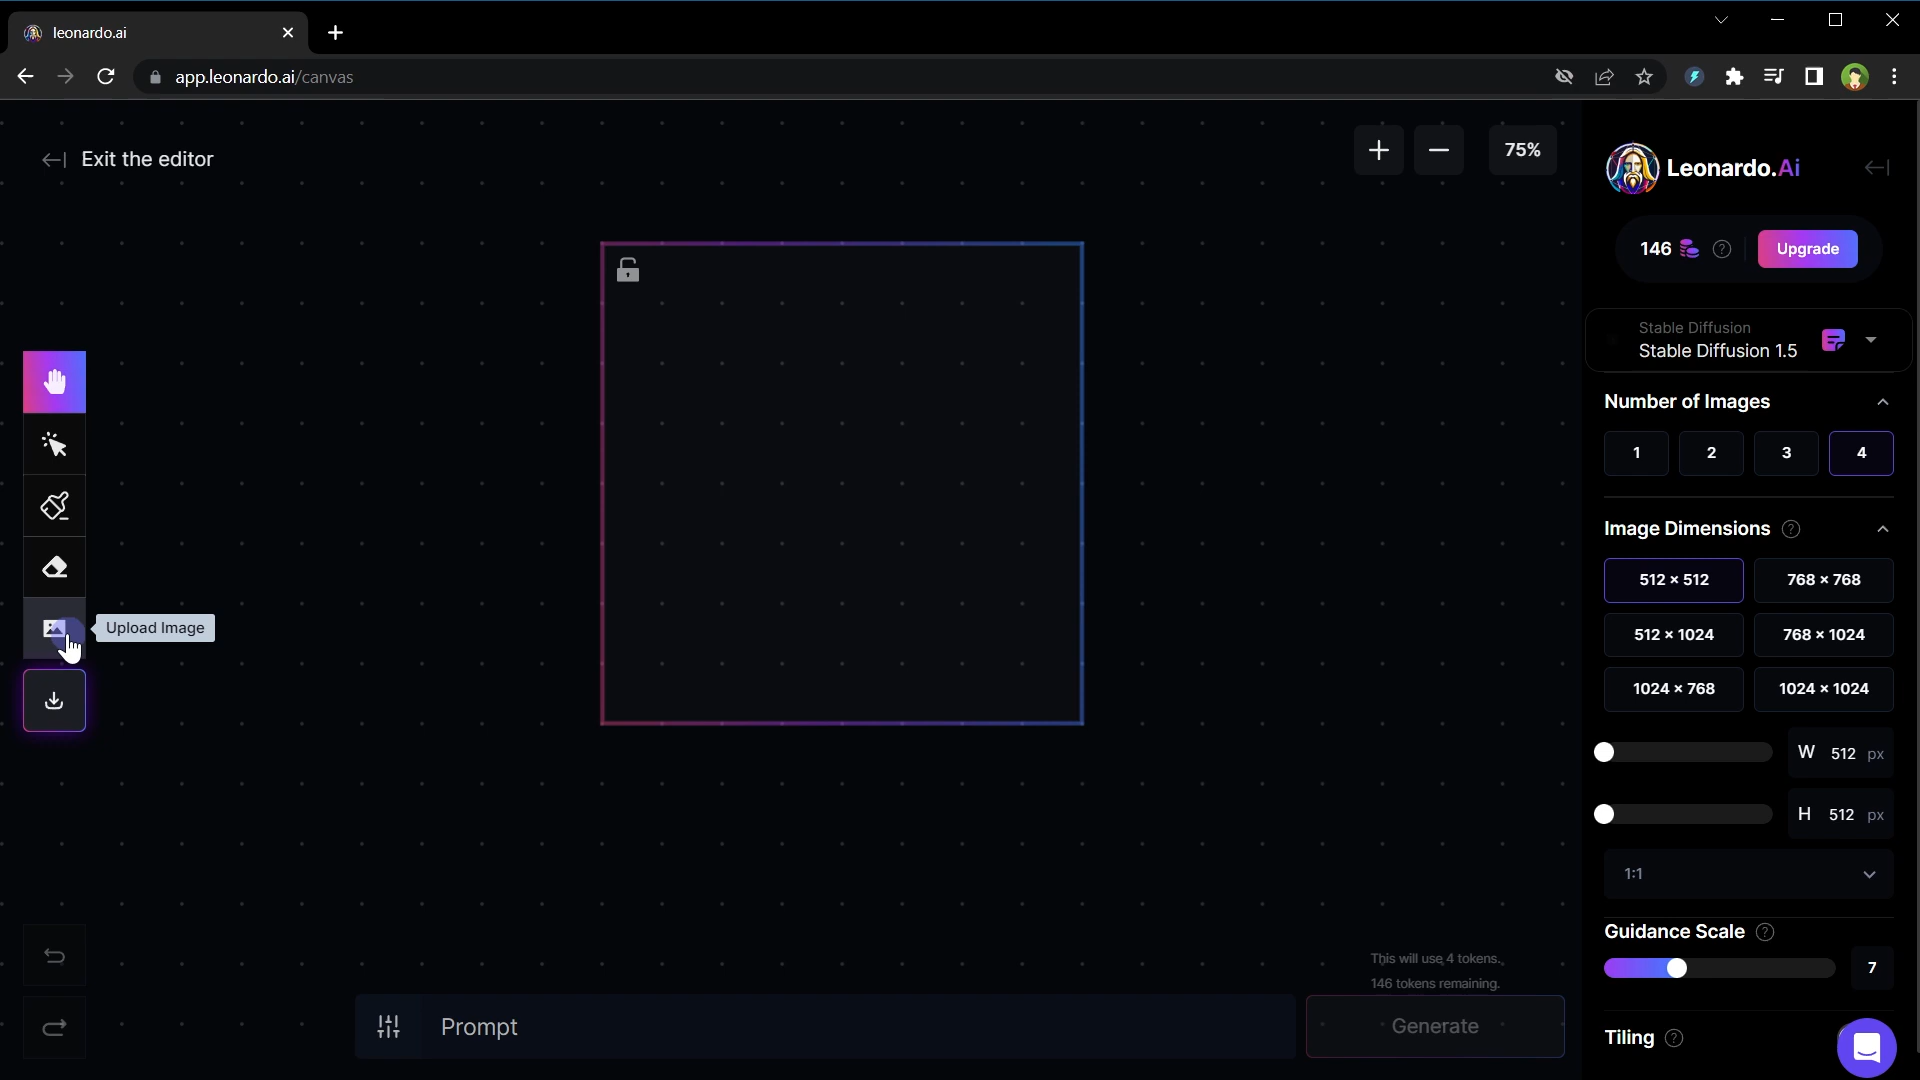 leonardo.ai
app.leonardo.ai/canvas
Exit the editor
75%
Leonardo.Ai
146
Upgrade
Stable Diffusion
Stable Diffusion 1.5
Number of Images
1 2 3 4
Image Dimensions
512 × 512 768 × 768
512 × 1024 768 × 1024
1024 × 768 1024 × 1024
W 512 px
H 512 px
1:1
Guidance Scale
7
Tiling
Upload Image
This will use 4 tokens.
146 tokens remaining.
Prompt
Generate